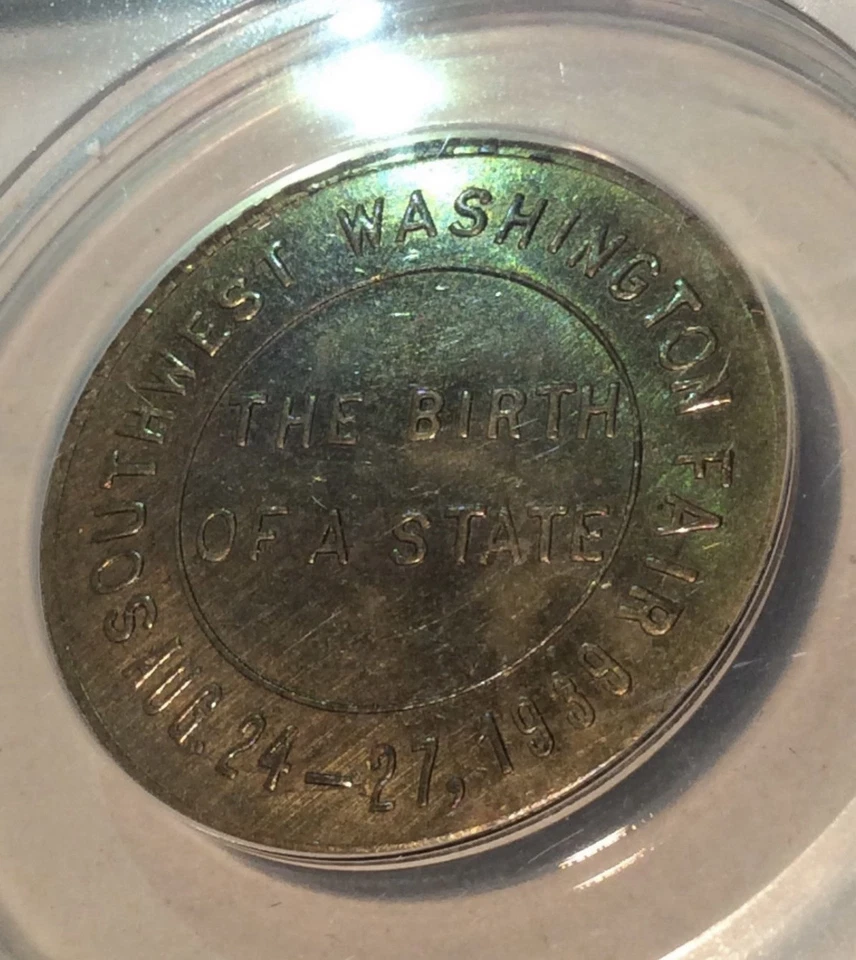 SOUTHWEST WASHINGTON FAIR
THE BIRTH
OF A STATE
AUG. 24-27, 1939